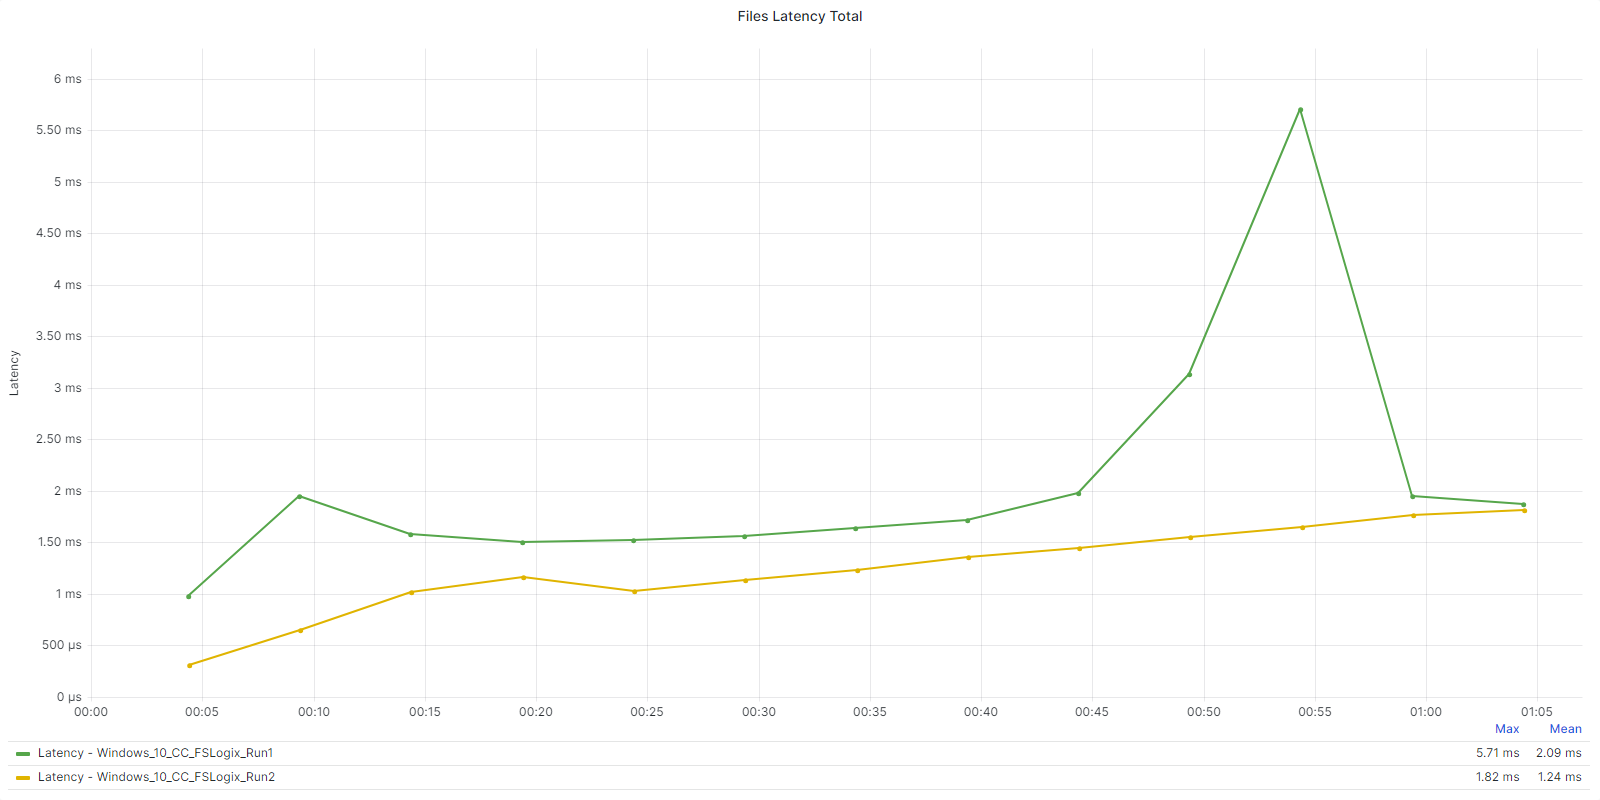 Files Latency Total
6 ms
5.50 ms
5 ms
4.50 ms
4 ms
3.50 ms
3 ms
2.50 ms
2 ms
1.50 ms
1 ms
500 µs
0 µs
Latency
00:00 00:05 00:10 00:15 00:20 00:25 00:30 00:35 00:40 00:45 00:50 00:55 01:00 01:05
Max Mean
Latency - Windows_10_CC_FSLogix_Run1 5.71 ms 2.09 ms
Latency - Windows_10_CC_FSLogix_Run2 1.82 ms 1.24 ms